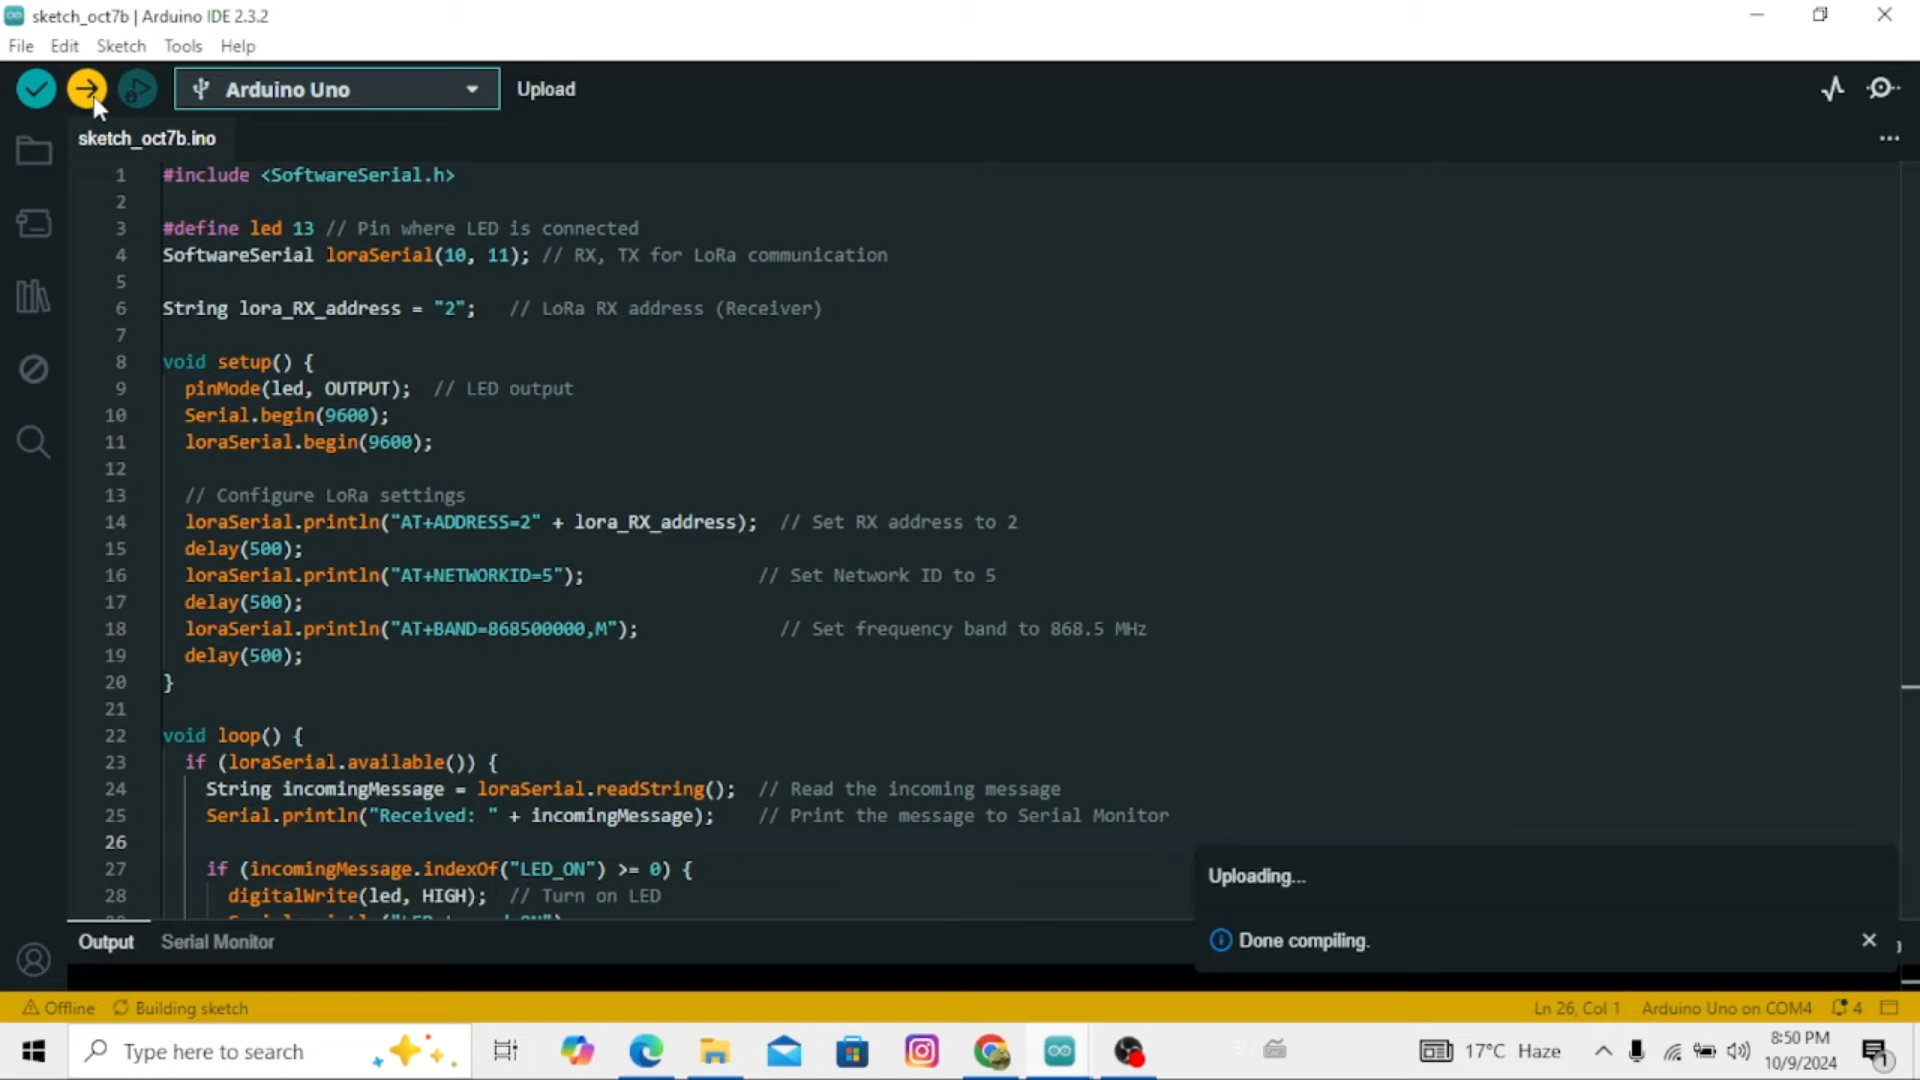 sketch_oct7b | Arduino IDE 2.3.2
File Edit Sketch Tools Help
Arduino Uno Upload
sketch_oct7b.ino ...
1 #include <SoftwareSerial.h>
2
3 #define led 13 // Pin where LED is connected
4 SoftwareSerial loraSerial(10, 11); // RX, TX for LoRa communication
5
6 String lora_RX_address = "2"; // LoRa RX address (Receiver)
7
8 void setup() {
9 pinMode(led, OUTPUT); // LED output
10 Serial.begin(9600);
11 loraSerial.begin(9600);
12
13 // Configure LoRa settings
14 loraSerial.println("AT+ADDRESS=2" + lora_RX_address); // Set RX address to 2
15 delay(500);
16 loraSerial.println("AT+NETWORKID=5"); // Set Network ID to 5
17 delay(500);
18 loraSerial.println("AT+BAND=868500000,M"); // Set frequency band to 868.5 MHz
19 delay(500);
20 }
21
22 void loop() {
23 if (loraSerial.available()) {
24 String incomingMessage = loraSerial.readString(); // Read the incoming message
25 Serial.println("Received: " + incomingMessage); // Print the message to Serial Monitor
26
27 if (incomingMessage.indexOf("LED_ON") >= 0) {
28 digitalWrite(led, HIGH); // Turn on LED
Uploading...
Output Serial Monitor
Done compiling.
Offline Building sketch Ln 26, Col 1 Arduino Uno on COM4 4
Type here to search 17°C Haze 8:50 PM
10/9/2024 1